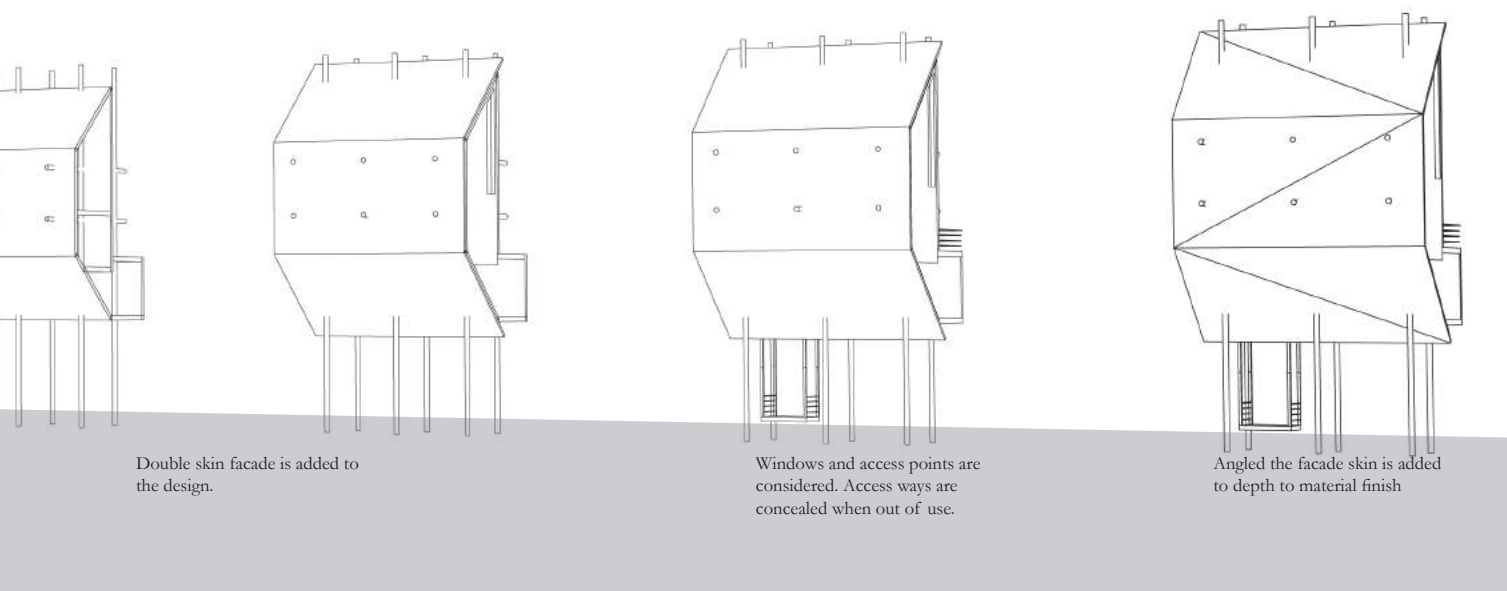 Double skin facade is added to
the design.
Windows and access points are
considered. Access ways are
concealed when out of use.
Angled the facade skin is added
to depth to material finish